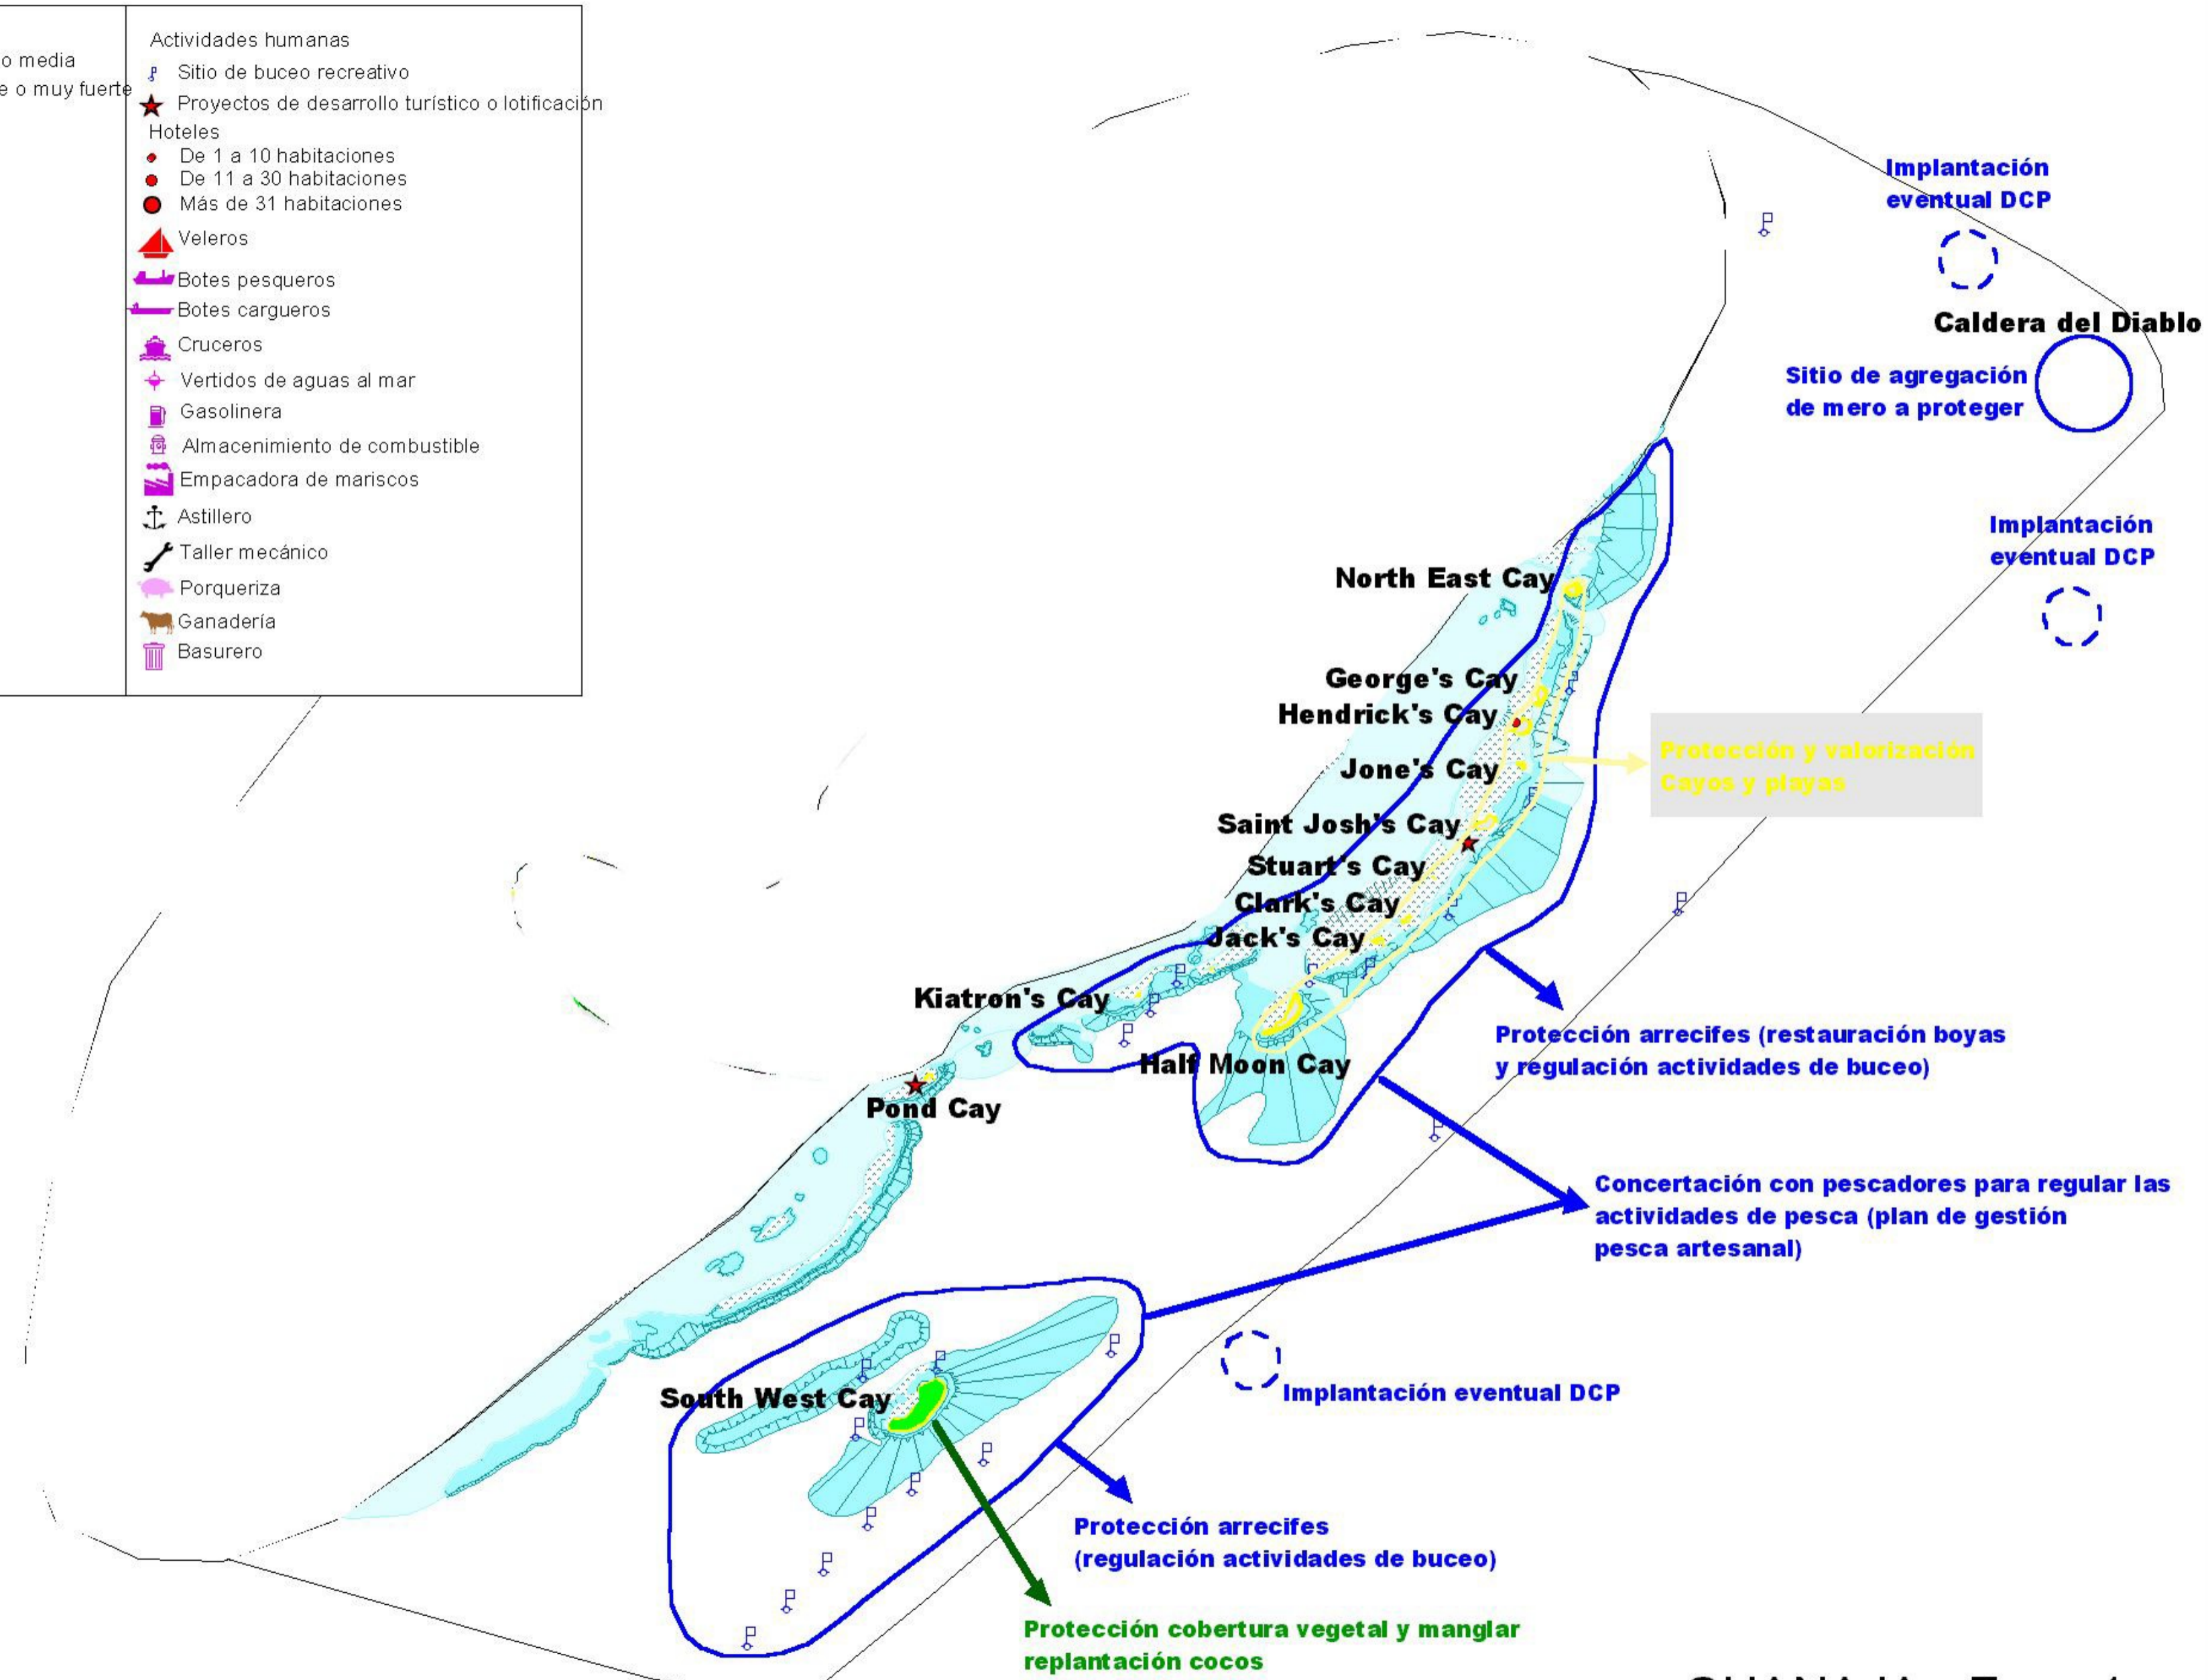 o media
e o muy fuerte
Actividades humanas
Sitio de buceo recreativo
Proyectos de desarrollo turístico o lotificación
Hoteles
De 1 a 10 habitaciones
De 11 a 30 habitaciones
Más de 31 habitaciones
Veleros
Botes pesqueros
Botes cargueros
Cruceros
Vertidos de aguas al mar
Gasolinera
Almacenimiento de combustible
Empacadora de mariscos
Astillero
Taller mecánico
Porqueriza
Ganadería
Basurero
Implantación
eventual DCP
Caldera del Diablo
Sitio de agregación
de mero a proteger
Implantación
eventual DCP
North East Cay
George's Cay
Hendrick's Cay
Jone's Cay
Saint Josh's Cay
Stuart's Cay
Clark's Cay
Jack's Cay
Kiatron's Cay
Half Moon Cay
Pond Cay
Protección y valorización
Cayos y playas
Protección arrecifes (restauración boyas
y regulación actividades de buceo)
Concertación con pescadores para regular las
actividades de pesca (plan de gestión
pesca artesanal)
South West Cay
Implantación eventual DCP
Protección arrecifes
(regulación actividades de buceo)
Protección cobertura vegetal y manglar
replantación cocos